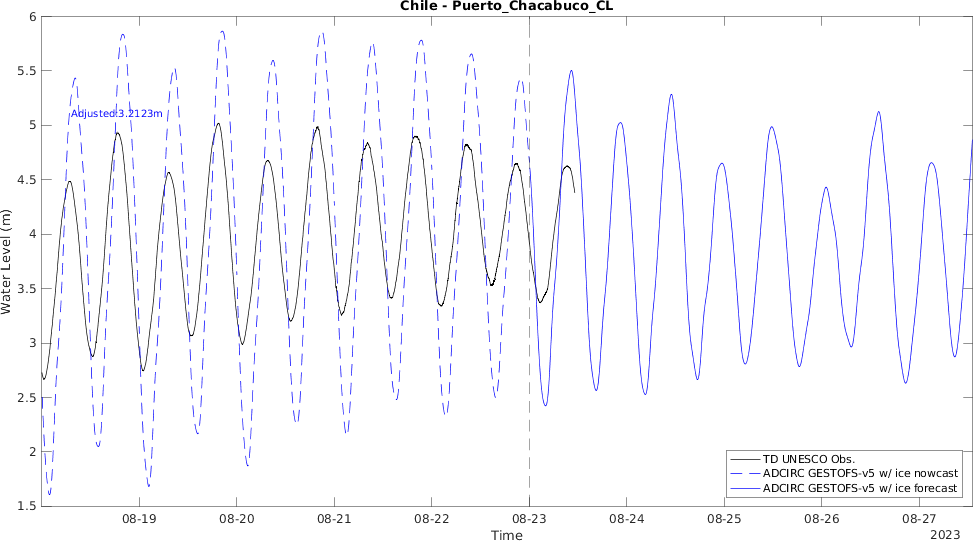 Chile - Puerto_Chacabuco_CL
6
5.5
5
4.5
4
3.5
3
2.5
2
1.5
Water Level (m)
Adjusted:3.2123m
TD UNESCO Obs.
ADCIRC GESTOFS-v5 w/ ice nowcast
ADCIRC GESTOFS-v5 w/ ice forecast
08-19 08-20 08-21 08-22 08-23 08-24 08-25 08-26 08-27
Time
2023